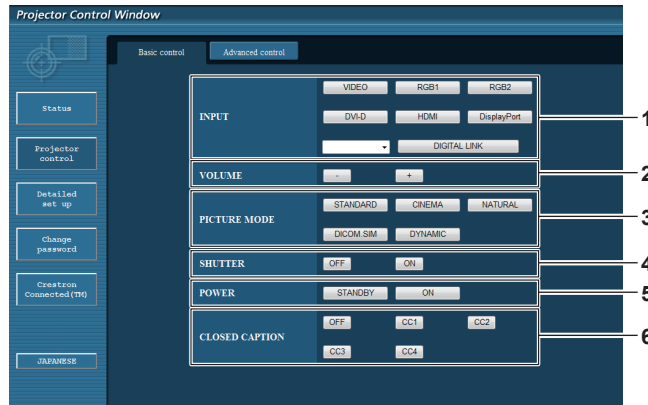 Projector Control Window
Basic control
Advanced control
Status
Projector
control
Detailed
set up
Change
password
Crestron
Connected(TM)
JAPANESE
INPUT
VIDEO
RGB1
RGB2
DVI-D
HDMI
DisplayPort
DIGITAL LINK
1
VOLUME
-
+
2
PICTURE MODE
STANDARD
CINEMA
NATURAL
DICOM.SIM
DYNAMIC
3
SHUTTER
OFF
ON
4
POWER
STANDBY
ON
5
CLOSED CAPTION
OFF
CC1
CC2
CC3
CC4
6